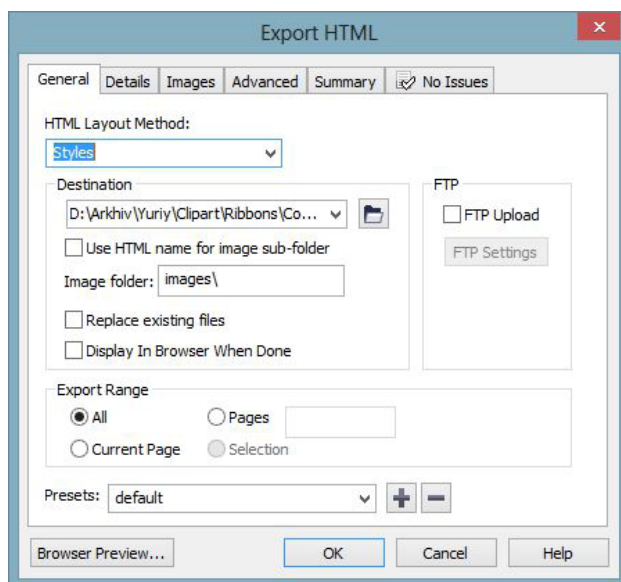 Export HTML
General Details Images Advanced Summary No Issues
HTML Layout Method:
Styles
Destination
D:\Arkhiv\Yuriy\Clipart\Ribbons\Co...
Use HTML name for image sub-folder
Image folder: images\
Replace existing files
Display In Browser When Done
FTP
FTP Upload
FTP Settings
Export Range
All Pages
Current Page Selection
Presets: default
Browser Preview... OK Cancel Help